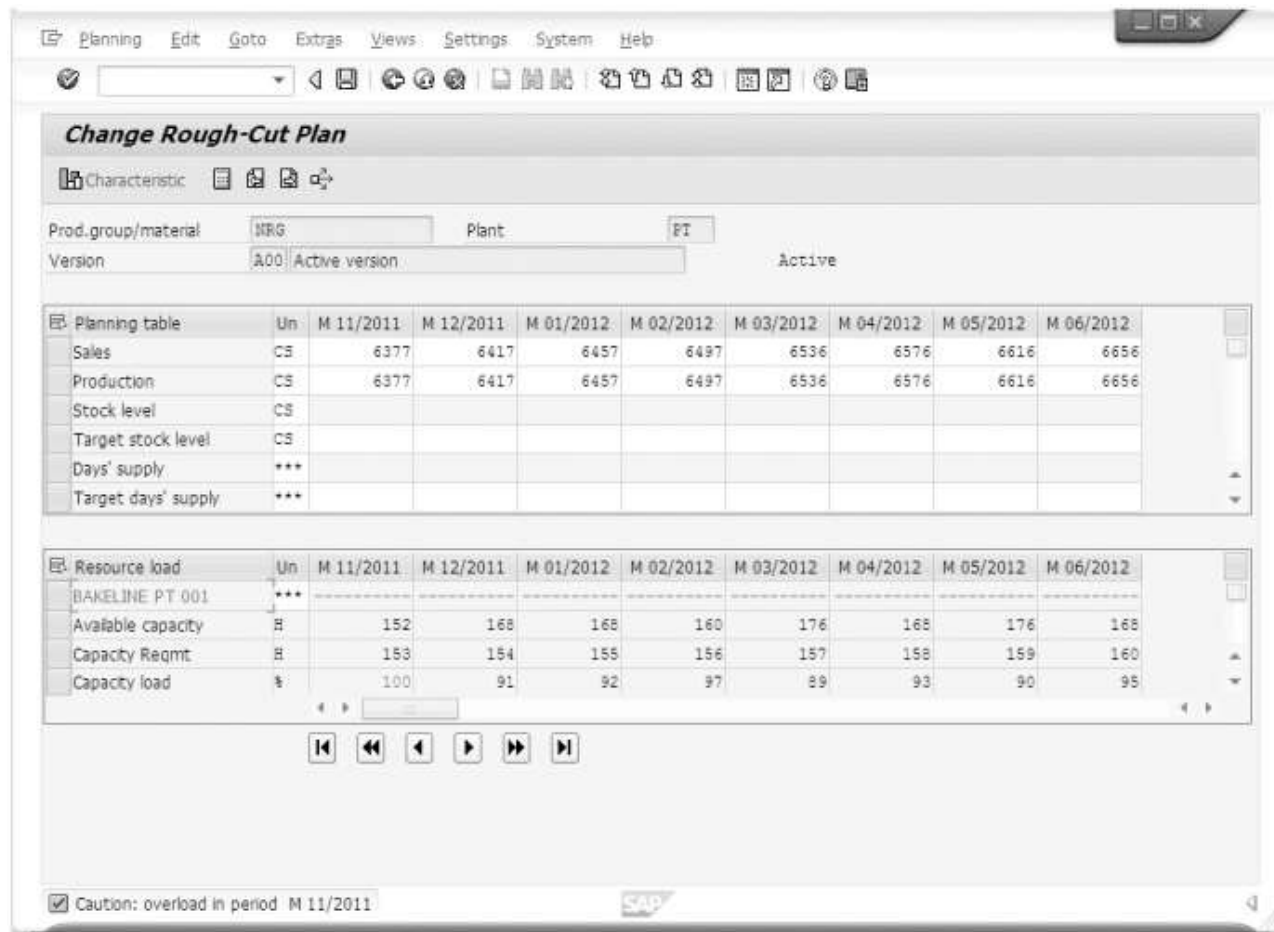 Planning Edit Goto Extras Views Settings System Help
Change Rough-Cut Plan
Characteristic
Prod.group/material NRG Plant PT
Version A00 Active version Active
Planning table Un M 11/2011 M 12/2011 M 01/2012 M 02/2012 M 03/2012 M 04/2012 M 05/2012 M 06/2012
Sales CS 6377 6417 6457 6497 6536 6576 6616 6656
Production CS 6377 6417 6457 6497 6536 6576 6616 6656
Stock level CS
Target stock level CS
Days' supply ***
Target days' supply ***
Resource load Un M 11/2011 M 12/2011 M 01/2012 M 02/2012 M 03/2012 M 04/2012 M 05/2012 M 06/2012
BAKELINE PT 001 *** ---------- ---------- ---------- ---------- ---------- ---------- ---------- ----------
Available capacity H 152 168 168 160 176 168 176 168
Capacity Reqmt H 153 154 155 156 157 158 159 160
Capacity load % 100 91 92 97 89 93 90 95
Caution: overload in period M 11/2011
SAP